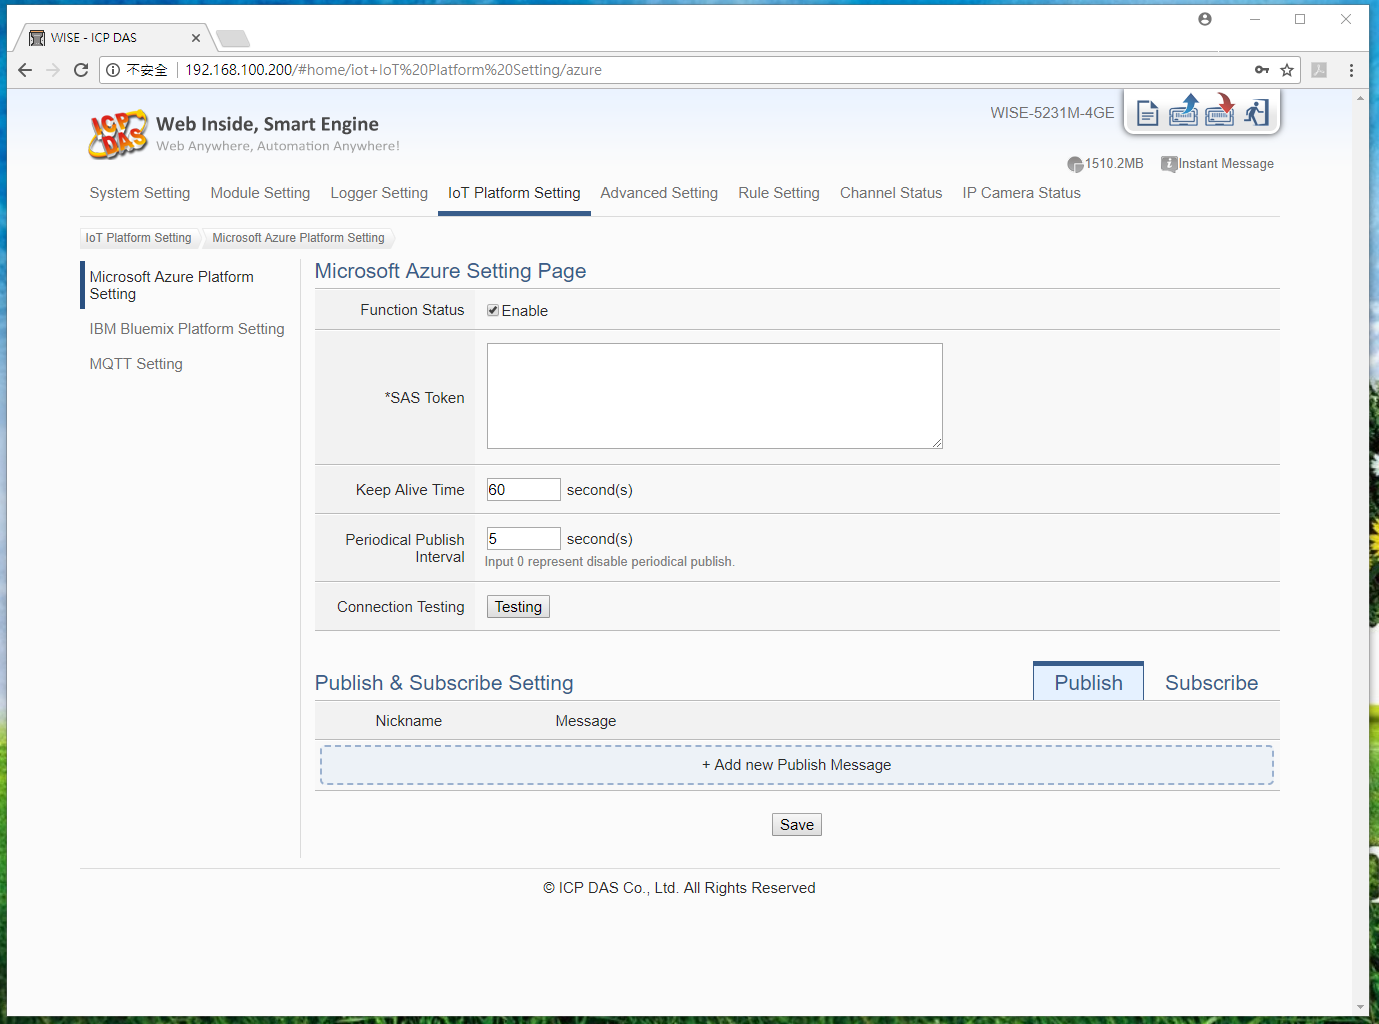 WISE - ICP DAS
不安全 192.168.100.200/#home/iot+IoT%20Platform%20Setting/azure
ICP DAS
Web Inside, Smart Engine
Web Anywhere, Automation Anywhere!
WISE-5231M-4GE
1510.2MB Instant Message
System Setting Module Setting Logger Setting IoT Platform Setting Advanced Setting Rule Setting Channel Status IP Camera Status
IoT Platform Setting Microsoft Azure Platform Setting
Microsoft Azure Platform
Setting
IBM Bluemix Platform Setting
MQTT Setting
Microsoft Azure Setting Page
Function Status Enable
*SAS Token
Keep Alive Time 60 second(s)
Periodical Publish
Interval
5 second(s)
Input 0 represent disable periodical publish.
Connection Testing Testing
Publish & Subscribe Setting Publish Subscribe
Nickname Message
+ Add new Publish Message
Save
© ICP DAS Co., Ltd. All Rights Reserved